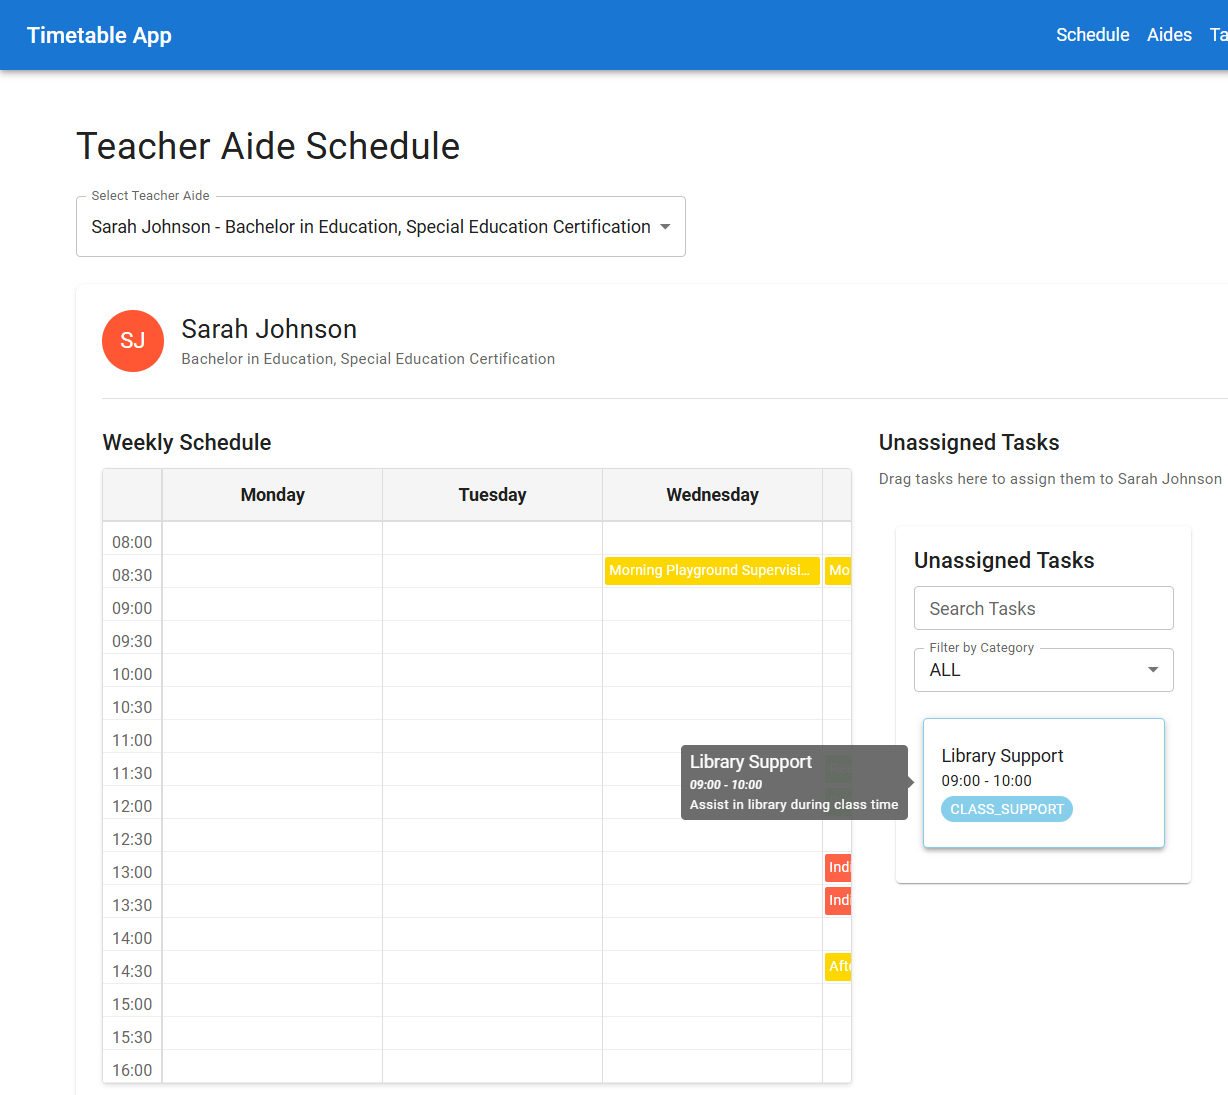 Timetable App
Schedule Aides Ta
Teacher Aide Schedule
Select Teacher Aide
Sarah Johnson - Bachelor in Education, Special Education Certification
SJ
Sarah Johnson
Bachelor in Education, Special Education Certification
Weekly Schedule
Monday Tuesday Wednesday
08:00
08:30
Morning Playground Supervisi... Mo
09:00
09:30
10:00
10:30
11:00
11:30
12:00
12:30
13:00
Indi
13:30
Indi
14:00
14:30
Afte
15:00
15:30
16:00
Library Support
09:00 - 10:00
Assist in library during class time
Unassigned Tasks
Drag tasks here to assign them to Sarah Johnson
Unassigned Tasks
Search Tasks
Filter by Category
ALL
Library Support
09:00 - 10:00
CLASS_SUPPORT